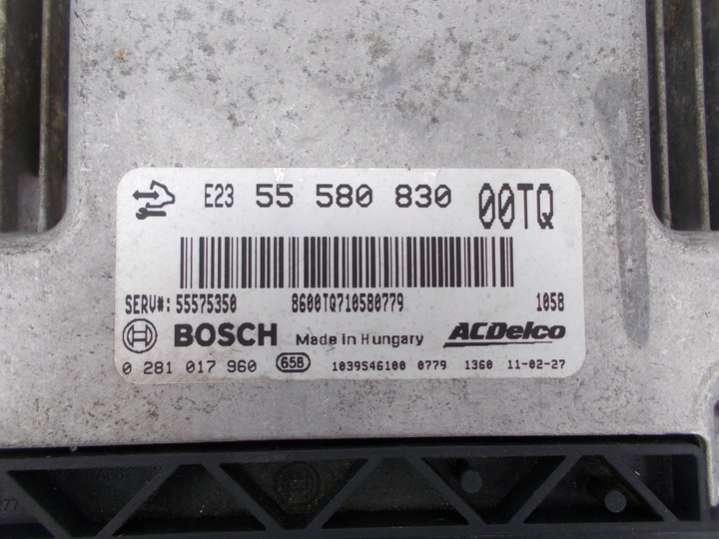 E23 55 580 830 00TQ
SERV#: 55575350 8600TQ710580779 1058
BOSCH Made in Hungary ACDelco
0 281 017 960 65B 1039S46100 0779 1360 11-02-27